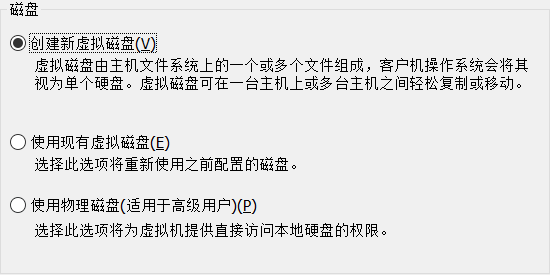 磁盘
创建新虚拟磁盘(V)
虚拟磁盘由主机文件系统上的一个或多个文件组成，客户机操作系统会将其
视为单个硬盘。虚拟磁盘可在一台主机上或多台主机之间轻松复制或移动。
使用现有虚拟磁盘(E)
选择此选项将重新使用之前配置的磁盘。
使用物理磁盘(适用于高级用户)(P)
选择此选项将为虚拟机提供直接访问本地硬盘的权限。